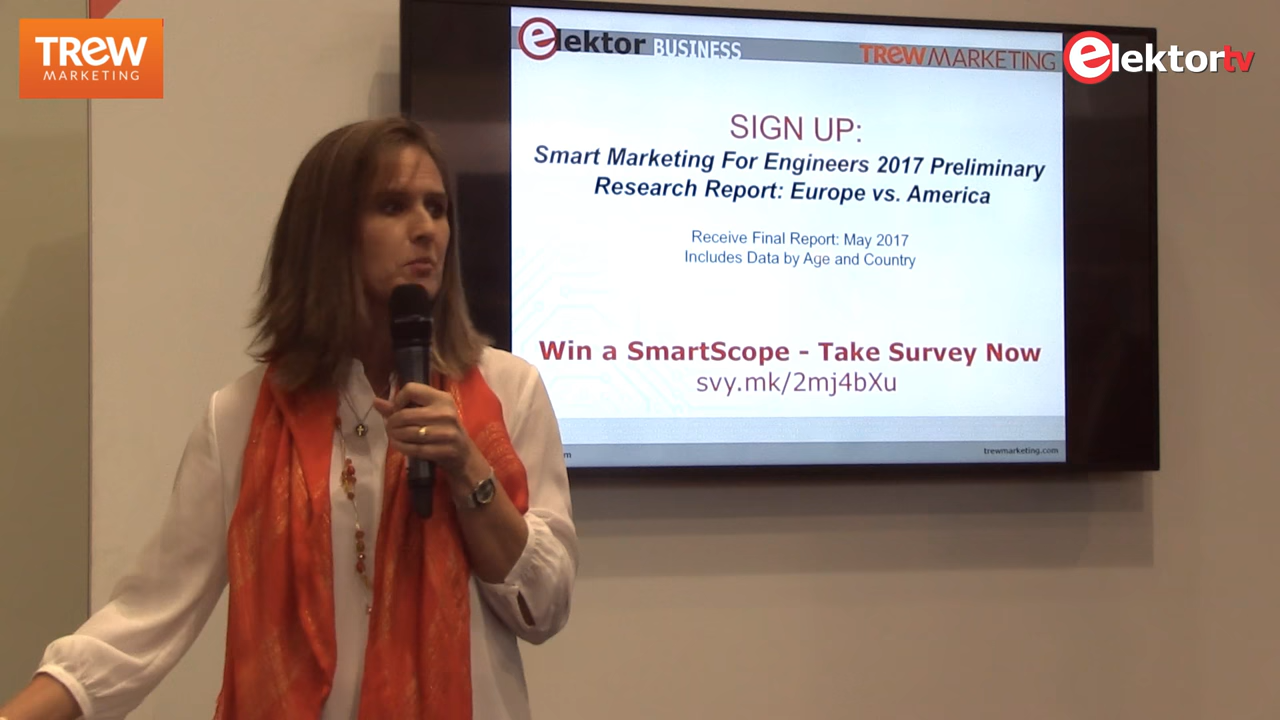 TREW
MARKETING
elektor BUSINESS
TREW MARKETING
elektortv
SIGN UP:
Smart Marketing For Engineers 2017 Preliminary
Research Report: Europe vs. America
Receive Final Report: May 2017
Includes Data by Age and Country
Win a SmartScope - Take Survey Now
svy.mk/2mj4bXu
m
trewmarketing.com